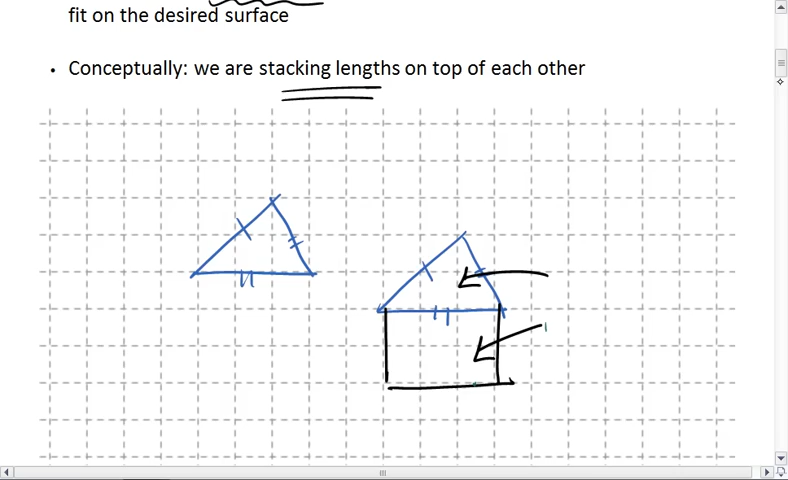 fit on the desired surface
• Conceptually: we are stacking lengths on top of each other